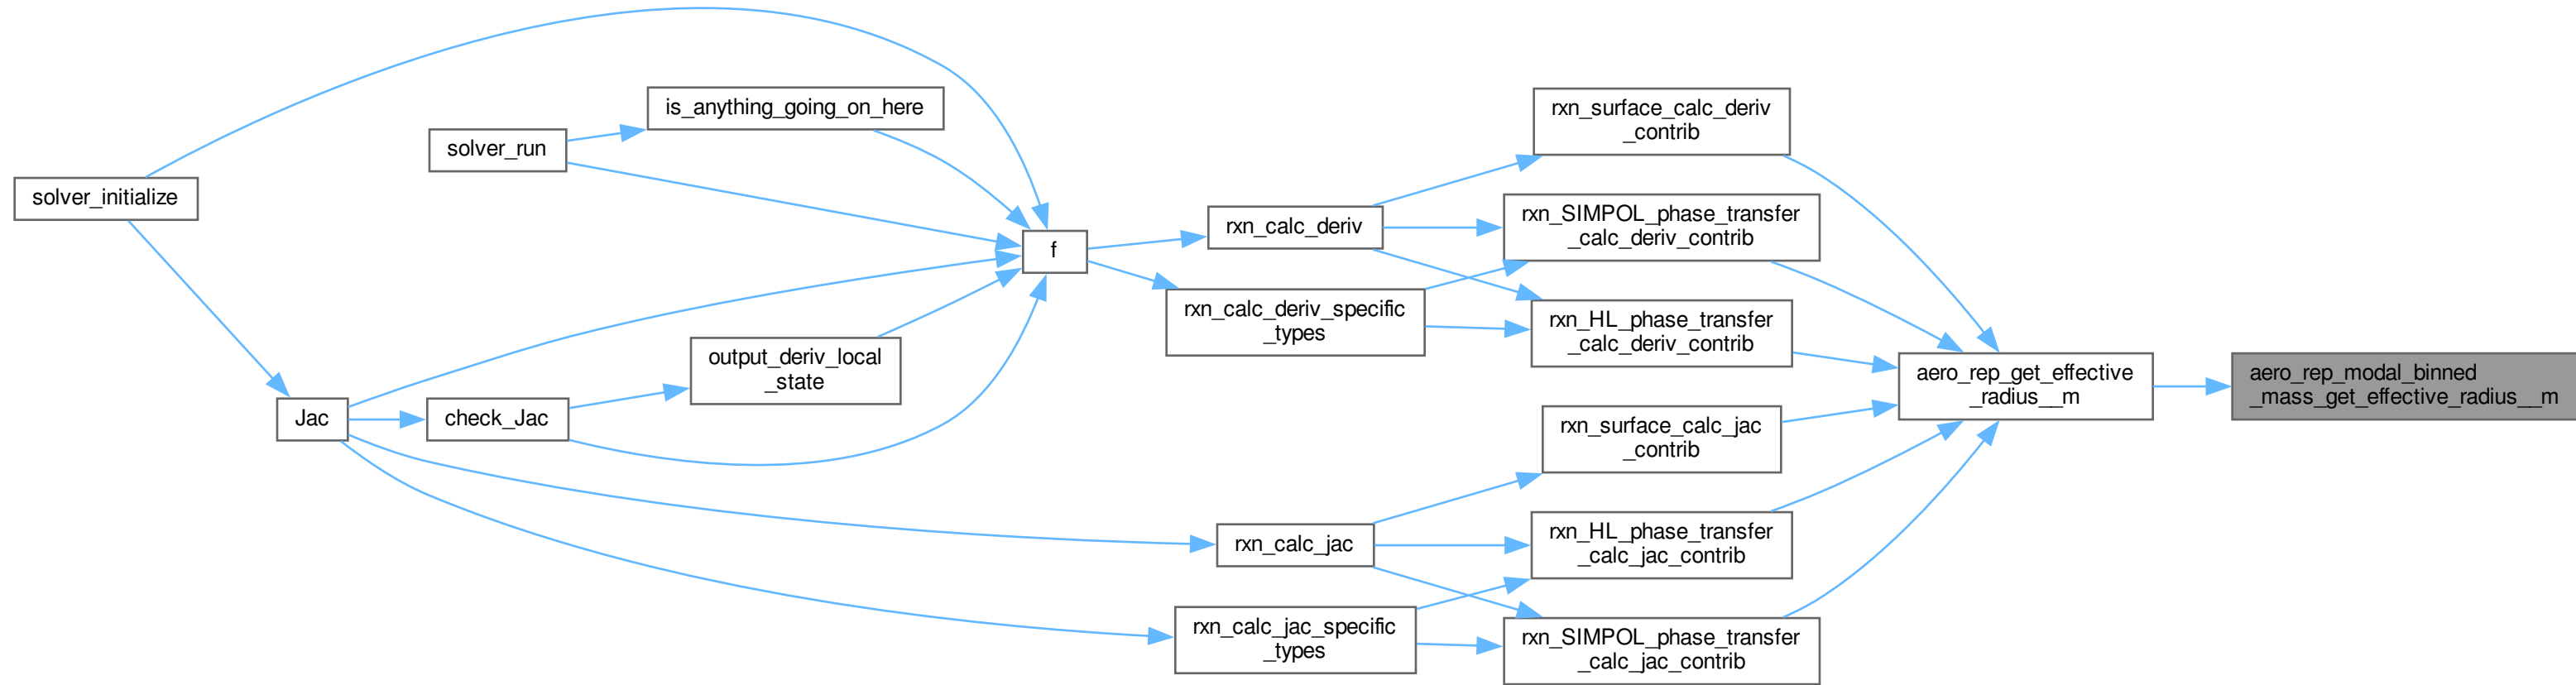 solver_initialize
solver_run
is_anything_going_on_here
Jac
check_Jac
output_deriv_local
_state
f
rxn_calc_deriv
rxn_calc_deriv_specific
_types
rxn_calc_jac
rxn_calc_jac_specific
_types
rxn_surface_calc_deriv
_contrib
rxn_SIMPOL_phase_transfer
_calc_deriv_contrib
rxn_HL_phase_transfer
_calc_deriv_contrib
rxn_surface_calc_jac
_contrib
rxn_HL_phase_transfer
_calc_jac_contrib
rxn_SIMPOL_phase_transfer
_calc_jac_contrib
aero_rep_get_effective
_radius__m
aero_rep_modal_binned
_mass_get_effective_radius__m